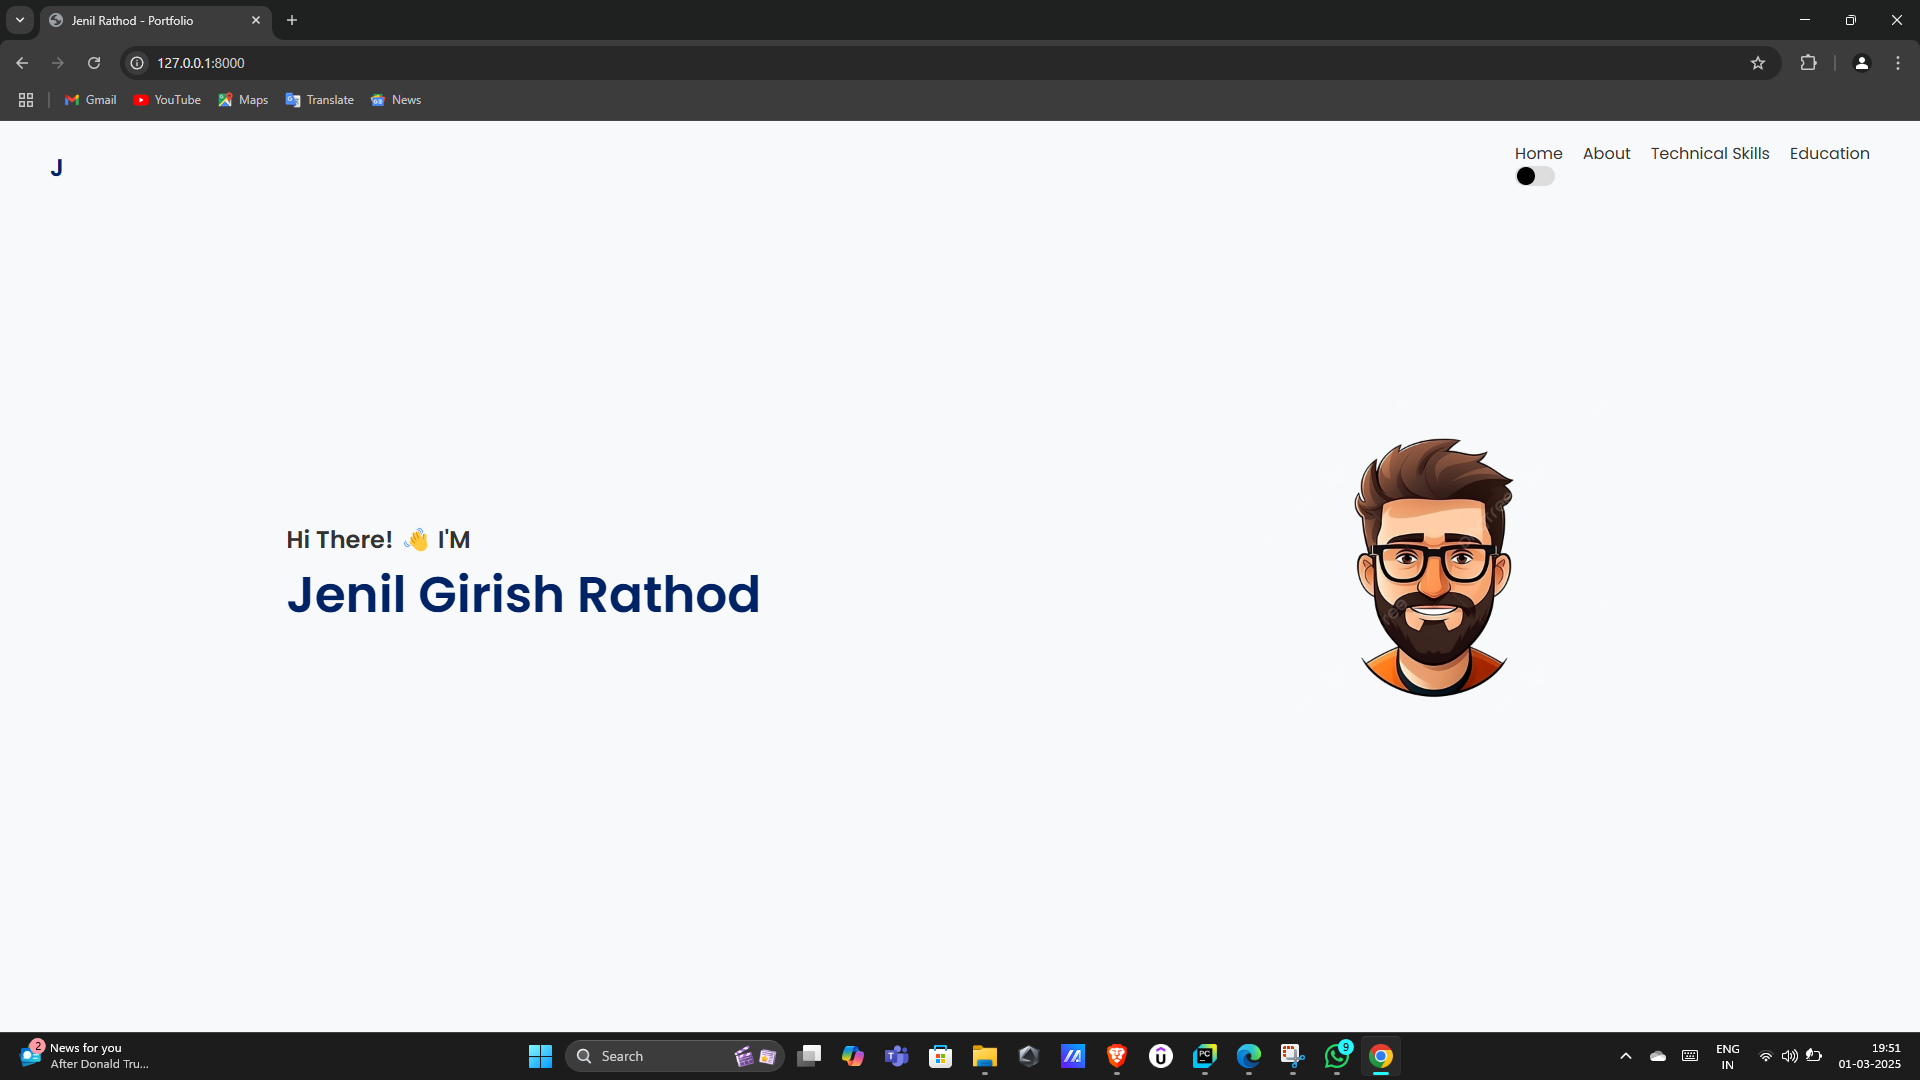 Jenil Rathod - Portfolio
127.0.0.1:8000
Gmail YouTube Maps Translate News
J
Home About Technical Skills Education
Hi There! 👋 I'M
Jenil Girish Rathod
2
News for you
After Donald Tru...
Search
PC
9
ENG
IN
19:51
01-03-2025